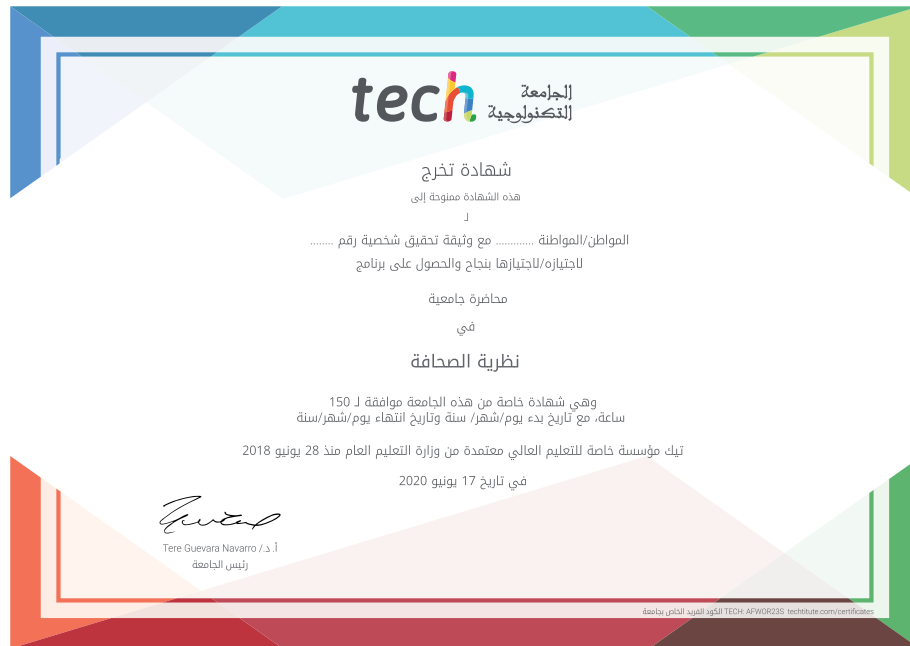 tech
الجامعة
التكنولوجية
شهادة تخرج
هذه الشهادة ممنوحة إلى
لـ
المواطن/المواطنة ............ مع وثيقة تحقيق شخصية رقم ........
لاجتيازه/لاجتيازها بنجاح والحصول على برنامج
محاضرة جامعية
في
نظرية الصحافة
وهي شهادة خاصة من هذه الجامعة موافقة لـ 150
ساعة، مع تاريخ بدء يوم/شهر/ سنة وتاريخ انتهاء يوم/شهر/سنة
تيك مؤسسة خاصة للتعليم العالي معتمدة من وزارة التعليم العام منذ 28 يونيو 2018
في تاريخ 17 يونيو 2020
أ. د./ Tere Guevara Navarro
رئيس الجامعة
الكود الفريد الخاص بجامعة TECH: AFWOR23S techtitute.com/certificates